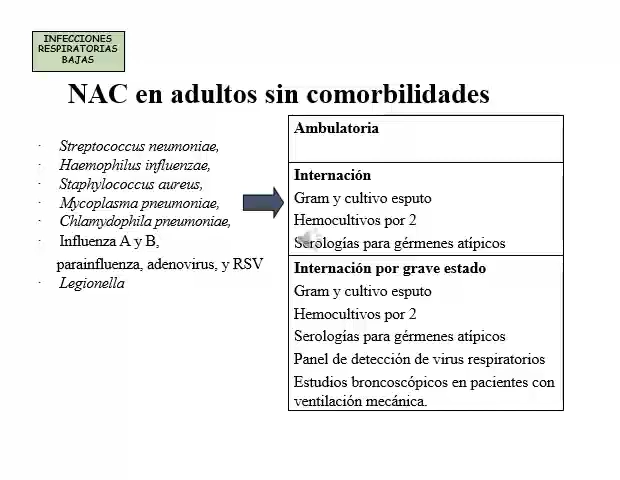 INFECCIONES
RESPIRATORIAS
BAJAS
NAC en adultos sin comorbilidades
· Streptococcus neumoniae,
· Haemophilus influenzae,
· Staphylococcus aureus,
· Mycoplasma pneumoniae,
· Chlamydophila pneumoniae,
· Influenza A y B,
parainfluenza, adenovirus, y RSV
· Legionella
Ambulatoria
Internación
Gram y cultivo esputo
Hemocultivos por 2
Serologías para gérmenes atípicos
Internación por grave estado
Gram y cultivo esputo
Hemocultivos por 2
Serologías para gérmenes atípicos
Panel de detección de virus respiratorios
Estudios broncoscópicos en pacientes con
ventilación mecánica.